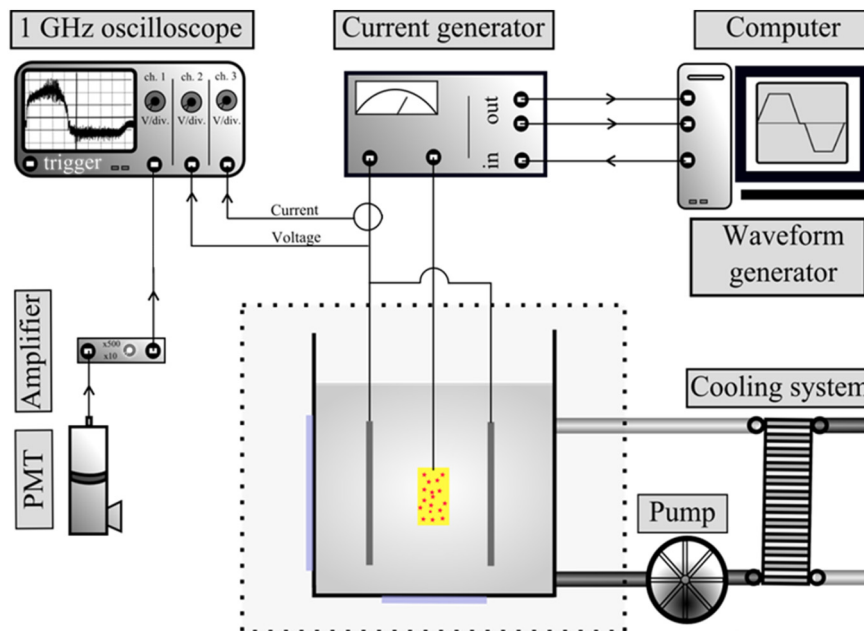 1 GHz oscilloscope
Current generator
Computer
ch. 1
ch. 2
ch. 3
V/div.
V/div.
V/div.
trigger
out
in
Current
Voltage
Waveform
generator
Amplifier
x500
x10
PMT
Cooling system
Pump